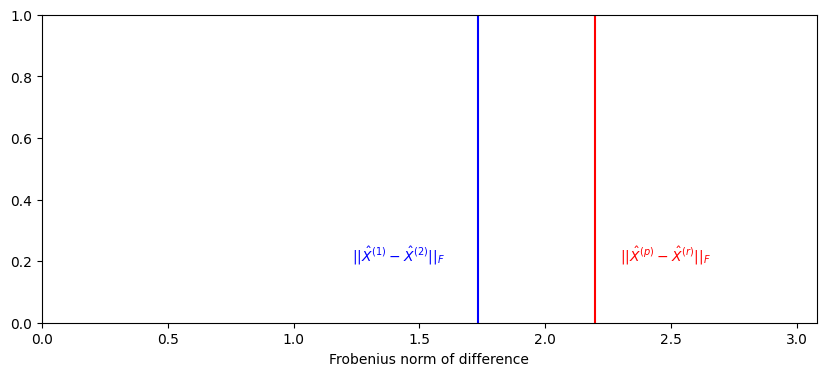 1.0
0.8
0.6
0.4
0.2
0.0
||X̂⁽¹⁾ − X̂⁽²⁾||_F
||X̂⁽ᵖ⁾ − X̂⁽ʳ⁾||_F
0.0 0.5 1.0 1.5 2.0 2.5 3.0
Frobenius norm of difference